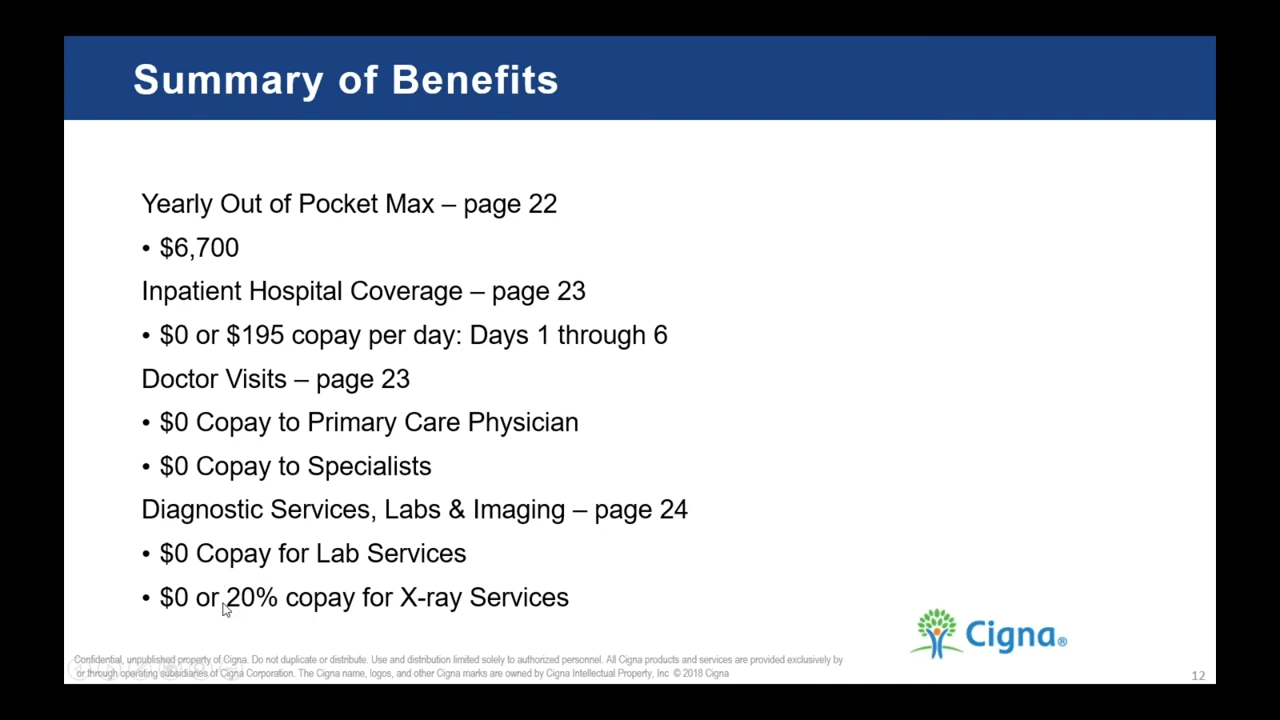 Summary of Benefits
Yearly Out of Pocket Max – page 22
• $6,700
Inpatient Hospital Coverage – page 23
• $0 or $195 copay per day: Days 1 through 6
Doctor Visits – page 23
• $0 Copay to Primary Care Physician
• $0 Copay to Specialists
Diagnostic Services, Labs & Imaging – page 24
• $0 Copay for Lab Services
• $0 or 20% copay for X-ray Services
Cigna®
Confidential, unpublished property of Cigna. Do not duplicate or distribute. Use and distribution limited solely to authorized personnel. All Cigna products and services are provided exclusively by
or through operating subsidiaries of Cigna Corporation. The Cigna name, logos, and other Cigna marks are owned by Cigna Intellectual Property, Inc © 2018 Cigna
12